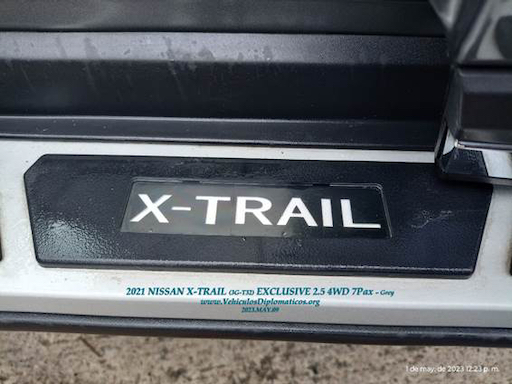 X-TRAIL
2021 NISSAN X-TRAIL (3G-T32) EXCLUSIVE 2.5 4WD 7Pax - Grey
www.VehiculosDiplomaticos.org
2023.MAY.09
1 de may. de 2023 12:23 p. m.